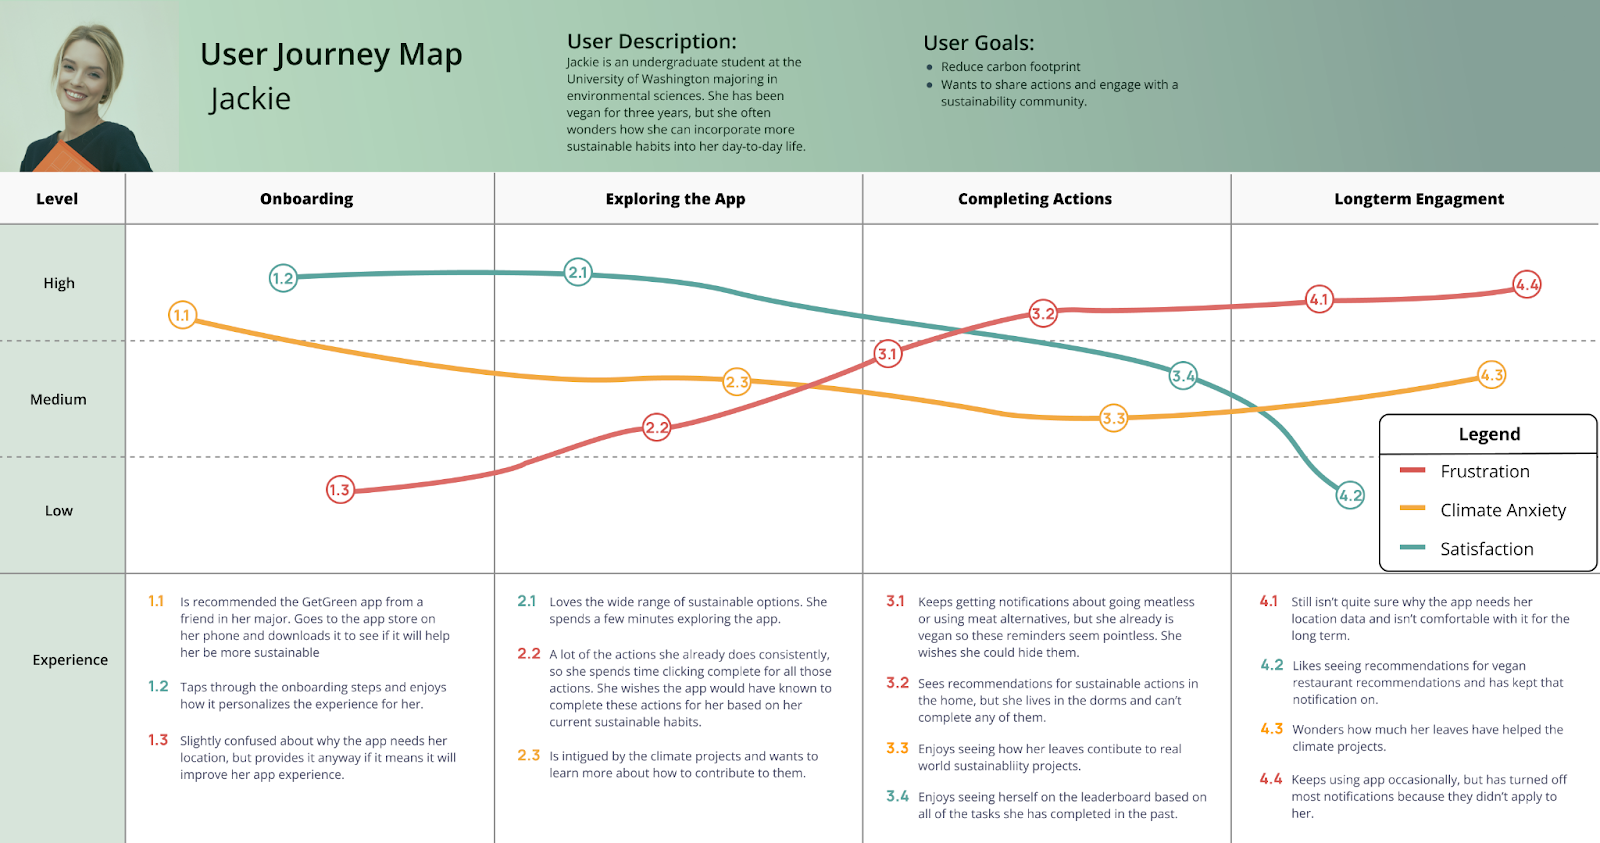 User Journey Map
Jackie
User Description:
Jackie is an undergraduate student at the
University of Washington majoring in
environmental sciences. She has been
vegan for three years, but she often
wonders how she can incorporate more
sustainable habits into her day-to-day life.
User Goals:
Reduce carbon footprint
Wants to share actions and engage with a
sustainability community.
Level
Onboarding
Exploring the App
Completing Actions
Longterm Engagment
High
Medium
Low
1.1
1.2
1.3
2.1
2.2
2.3
3.1
3.2
3.3
3.4
4.1
4.2
4.3
4.4
Legend
Frustration
Climate Anxiety
Satisfaction
Experience
1.1 Is recommended the GetGreen app from a
friend in her major. Goes to the app store on
her phone and downloads it to see if it will help
her be more sustainable
1.2 Taps through the onboarding steps and enjoys
how it personalizes the experience for her.
1.3 Slightly confused about why the app needs her
location, but provides it anyway if it means it will
improve her app experience.
2.1 Loves the wide range of sustainable options. She
spends a few minutes exploring the app.
2.2 A lot of the actions she already does consistently,
so she spends time clicking complete for all those
actions. She wishes the app would have known to
complete these actions for her based on her
current sustainable habits.
2.3 Is intigued by the climate projects and wants to
learn more about how to contribute to them.
3.1 Keeps getting notifications about going meatless
or using meat alternatives, but she already is
vegan so these reminders seem pointless. She
wishes she could hide them.
3.2 Sees recommendations for sustainable actions in
the home, but she lives in the dorms and can't
complete any of them.
3.3 Enjoys seeing how her leaves contibute to real
world sustainabliity projects.
3.4 Enjoys seeing herself on the leaderboard based on
all of the tasks she has completed in the past.
4.1 Still isn't quite sure why the app needs her
location data and isn't comfortable with it for the
long term.
4.2 Likes seeing recommendations for vegan
restaurant recommendations and has kept that
notification on.
4.3 Wonders how much her leaves have helped the
climate projects.
4.4 Keeps using app occasionally, but has turned off
most notifications because they didn't apply to
her.